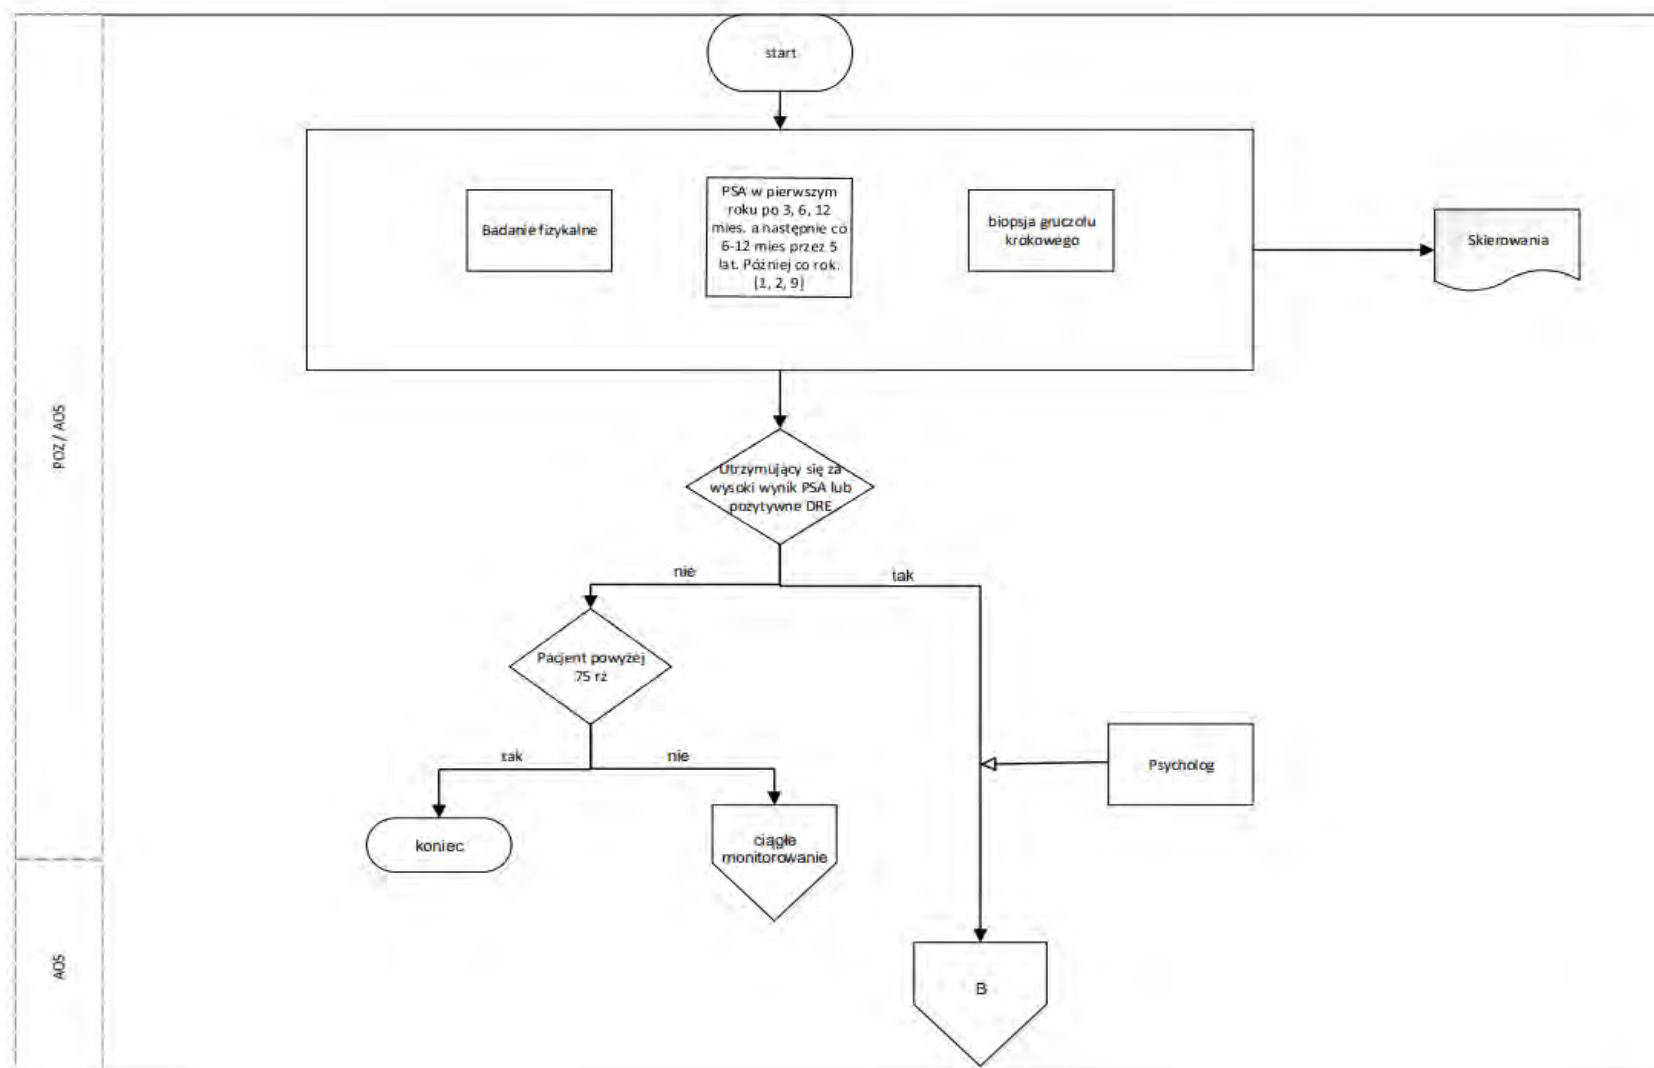 start
Badanie fizykalne
PSA w pierwszym
roku po 3, 6, 12
mies. a następnie co
6-12 mies przez 5
lat. Później co rok.
(1, 2, 9)
biopsja gruczołu
krokowego
Skierowania
POZ / AOS
Utrzymujący się za
wysoki wynik PSA lub
pozytywne DRE
nie
tak
Pacjent powyżej
75 rż
tak
nie
Psycholog
koniec
ciągłe
monitorowanie
AOS
B